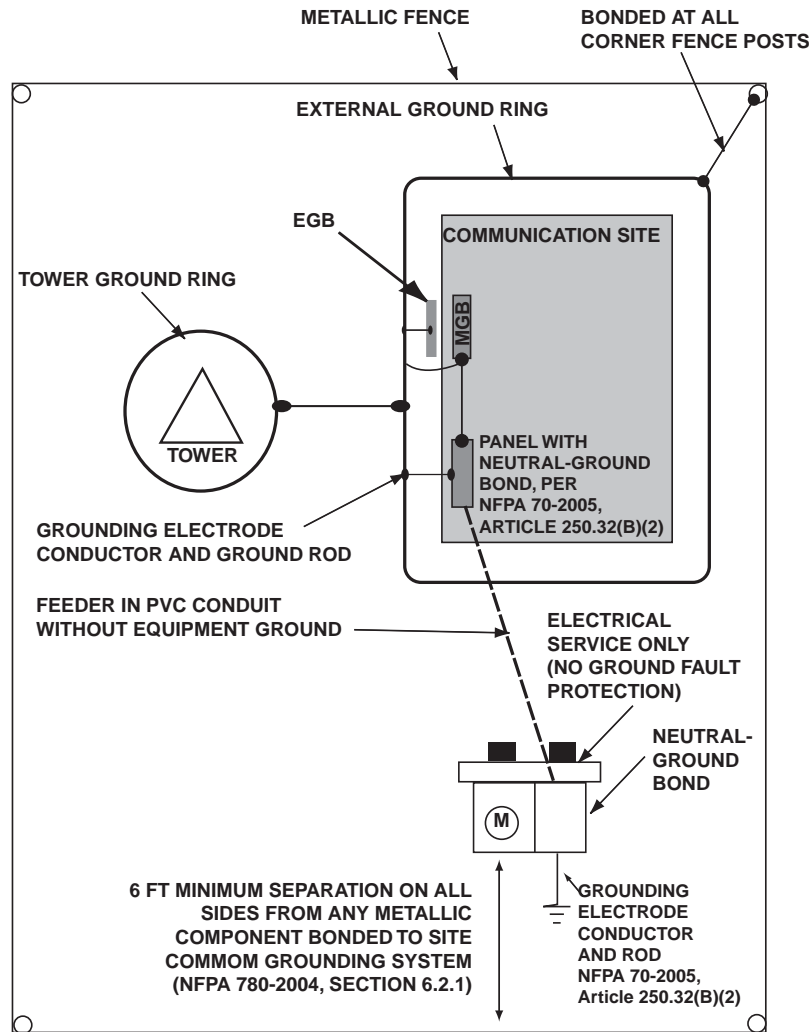 METALLIC FENCE
BONDED AT ALL
CORNER FENCE POSTS
EXTERNAL GROUND RING
EGB
COMMUNICATION SITE
TOWER GROUND RING
MGB
TOWER
PANEL WITH
NEUTRAL-GROUND
BOND, PER
NFPA 70-2005,
ARTICLE 250.32(B)(2)
GROUNDING ELECTRODE
CONDUCTOR AND GROUND ROD
FEEDER IN PVC CONDUIT
WITHOUT EQUIPMENT GROUND
ELECTRICAL
SERVICE ONLY
(NO GROUND FAULT
PROTECTION)
NEUTRAL-
GROUND
BOND
M
6 FT MINIMUM SEPARATION ON ALL
SIDES FROM ANY METALLIC
COMPONENT BONDED TO SITE
COMMOM GROUNDING SYSTEM
(NFPA 780-2004, SECTION 6.2.1)
GROUNDING
ELECTRODE
CONDUCTOR
AND ROD
NFPA 70-2005,
Article 250.32(B)(2)